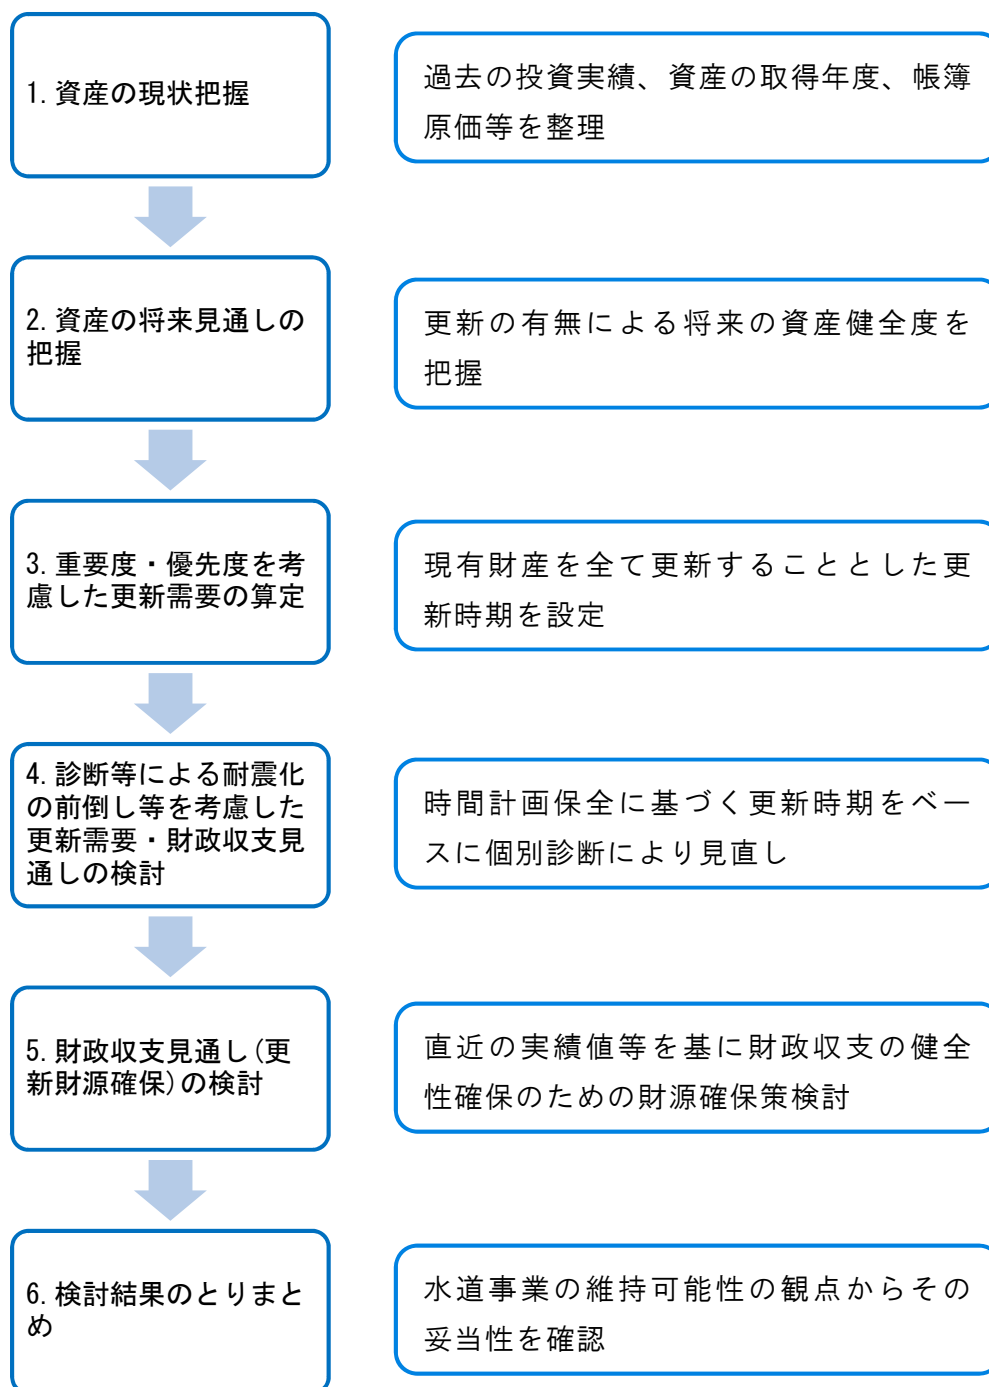 1.資産の現状把握
過去の投資実績、資産の取得年度、帳簿
原価等を整理
2.資産の将来見通しの
把握
更新の有無による将来の資産健全度を
把握
3.重要度・優先度を考
慮した更新需要の算定
現有財産を全て更新することとした更
新時期を設定
4.診断等による耐震化
の前倒し等を考慮した
更新需要・財政収支見
通しの検討
時間計画保全に基づく更新時期をベー
スに個別診断により見直し
5.財政収支見通し(更
新財源確保)の検討
直近の実績値等を基に財政収支の健全
性確保のための財源確保策検討
6.検討結果のとりまと
め
水道事業の維持可能性の観点からその
妥当性を確認